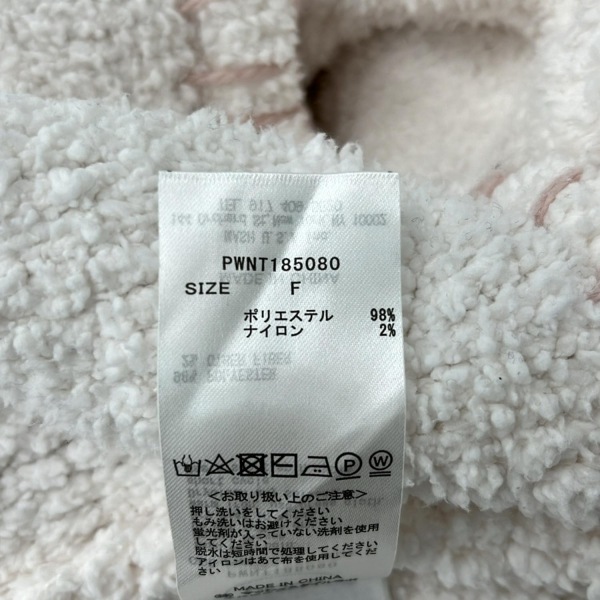 PWNT185080
SIZE F
ポリエステル 98%
ナイロン 2%
P W
＜お取り扱い上のご注意＞
押し洗いをしてください
もみ洗いはお避けください
蛍光剤が入っていない洗剤を使用
してください
脱水は短時間で処理してください
アイロンはあて布を使用してくだ
さい
MADE IN CHINA